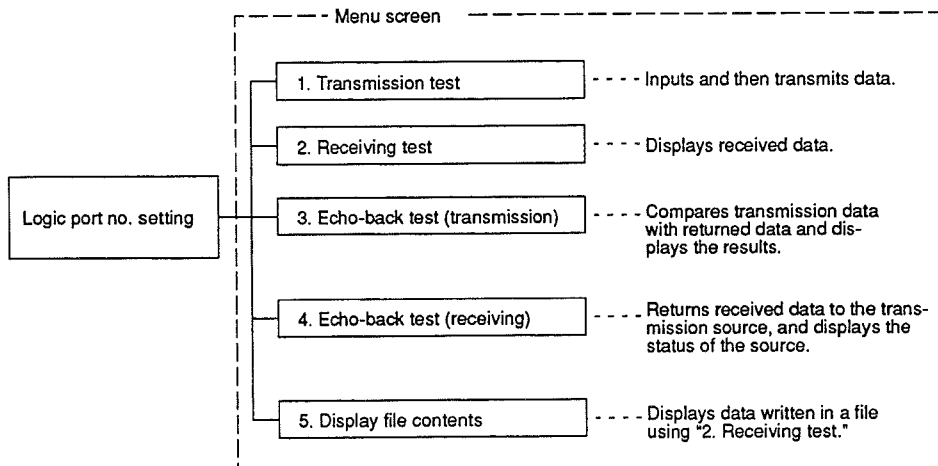 Menu screen
1. Transmission test
Inputs and then transmits data.
2. Receiving test
Displays received data.
Logic port no. setting
3. Echo-back test (transmission)
Compares transmission data
with returned data and dis-
plays the results.
4. Echo-back test (receiving)
Returns received data to the trans-
mission source, and displays the
status of the source.
5. Display file contents
Displays data written in a file
using "2. Receiving test."